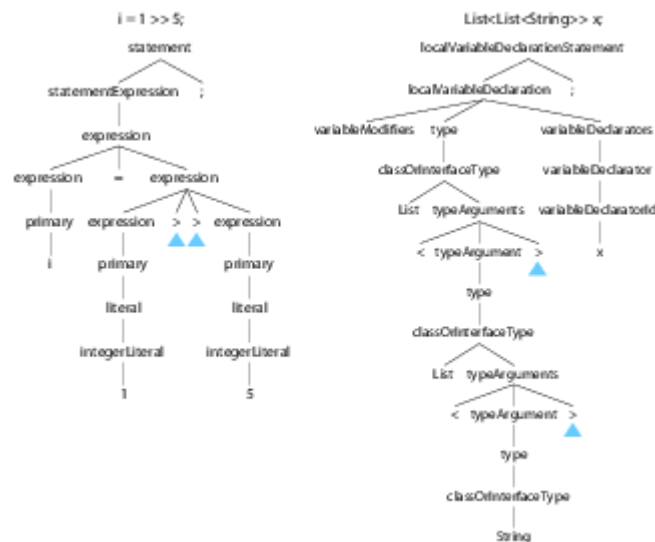 i = 1 >> 5;
statement
statementExpression ;
expression
expression = expression
primary expression > > expression
i primary primary
literal literal
integerLiteral integerLiteral
1 5
List<List<String>> x;
localVariableDeclarationStatement
localVariableDeclaration ;
variableModifiers type variableDeclarators
classOrInterfaceType variableDeclarator
List typeArguments variableDeclaratorId
< typeArgument > x
type
classOrInterfaceType
List typeArguments
< typeArgument >
type
classOrInterfaceType
String